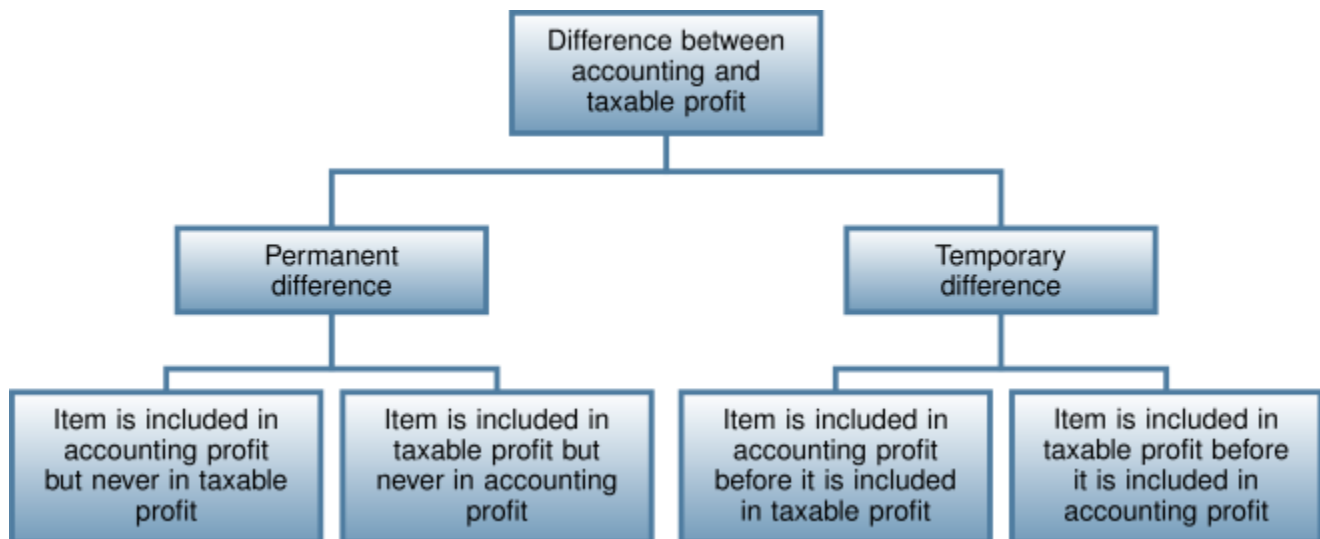 Difference between
accounting and
taxable profit
Permanent
difference
Temporary
difference
Item is included in
accounting profit
but never in taxable
profit
Item is included in
taxable profit but
never in accounting
profit
Item is included in
accounting profit
before it is included
in taxable profit
Item is included in
taxable profit before
it is included in
accounting profit